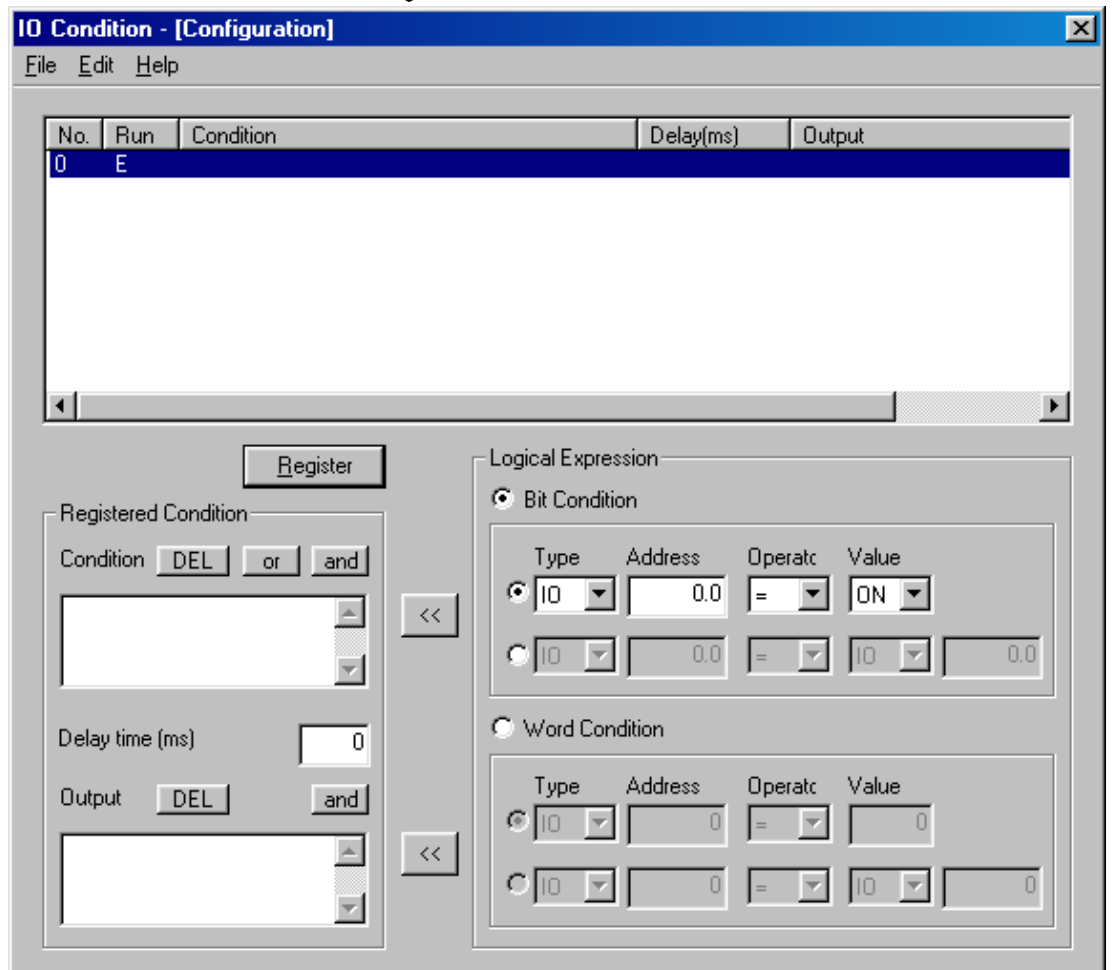 IO Condition - [Configuration]
File Edit Help
No. Run Condition Delay(ms) Output
0 E
Register
Registered Condition
Condition DEL or and
<<
Delay time (ms) 0
Output DEL and
<<
Logical Expression
Bit Condition
Type Address Operatc Value
IO 0.0 = ON
IO 0.0 = IO 0.0
Word Condition
Type Address Operatc Value
IO 0 = 0
IO 0 = IO 0